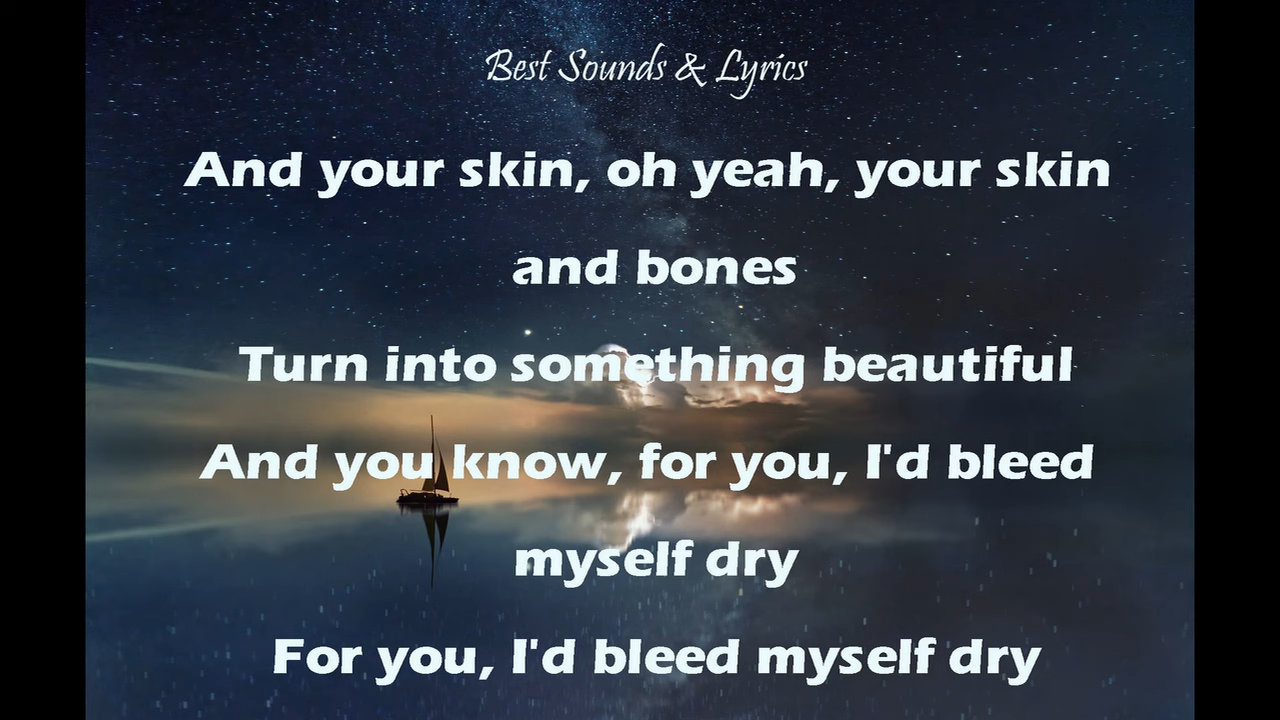 Best Sounds & Lyrics
And your skin, oh yeah, your skin
and bones
Turn into something beautiful
And you know, for you, I'd bleed
myself dry
For you, I'd bleed myself dry